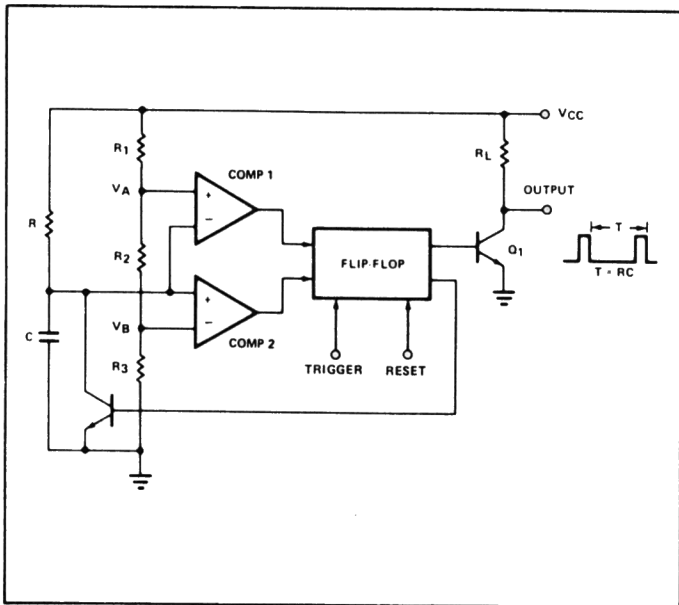 VCC
R1
RL
COMP 1
VA
OUTPUT
+
−
R
R2
Q1
T
FLIP-FLOP
T = RC
+
−
C
VB
COMP 2
R3
TRIGGER
RESET